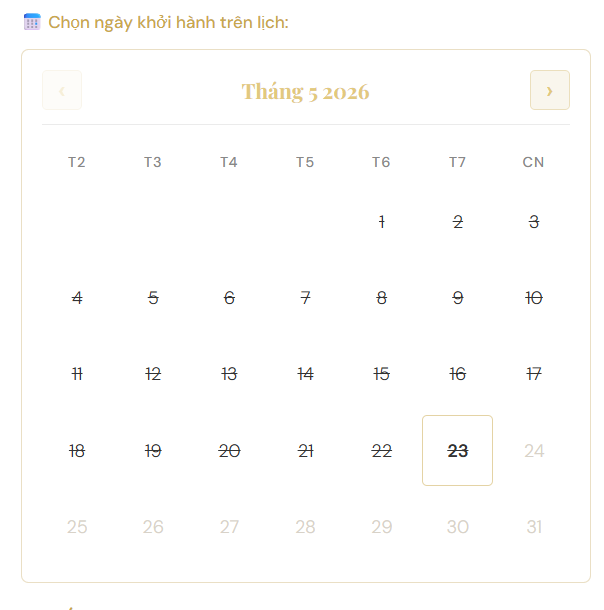 Chọn ngày khởi hành trên lịch:
‹ Tháng 5 2026 ›
T2 T3 T4 T5 T6 T7 CN
1 2 3
4 5 6 7 8 9 10
11 12 13 14 15 16 17
18 19 20 21 22 23 24
25 26 27 28 29 30 31